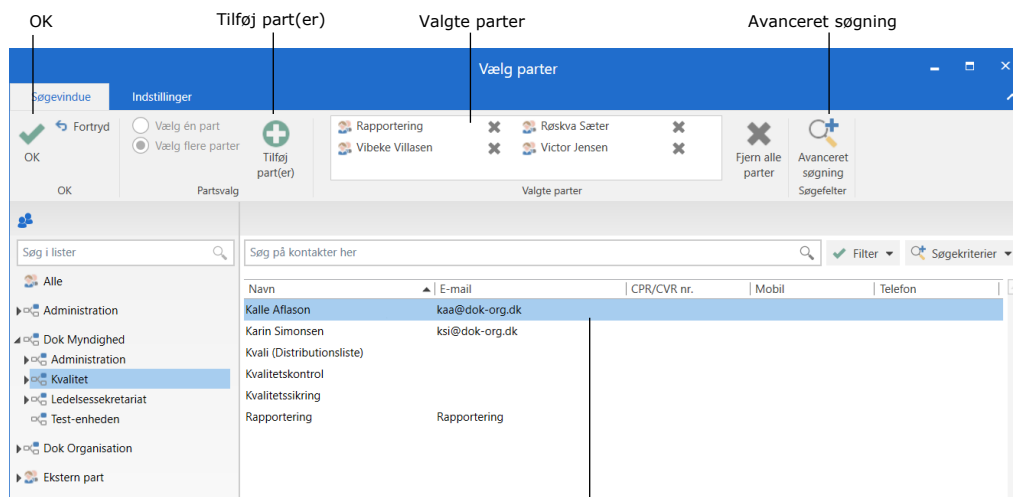 OK Tilføj part(er) Valgte parter Avanceret søgning
Vælg parter
Søgevindue Indstillinger
Fortryd Vælg én part Rapportering Røskva Sæter
OK Vælg flere parter Tilføj part(er) Vibeke Villasen Victor Jensen Fjern alle parter Avanceret søgning
OK Partsvalg Valgte parter Søgefelter
Søg i lister Søg på kontakter her Filter Søgekriterier
Alle
Administration
Dok Myndighed
Administration
Kvalitet
Ledelsessekretariat
Test-enheden
Dok Organisation
Ekstern part
Navn E-mail CPR/CVR nr. Mobil Telefon
Kalle Aflason kaa@dok-org.dk
Karin Simonsen ksi@dok-org.dk
Kvali (Distributionsliste)
Kvalitetskontrol
Kvalitetssikring
Rapportering Rapportering